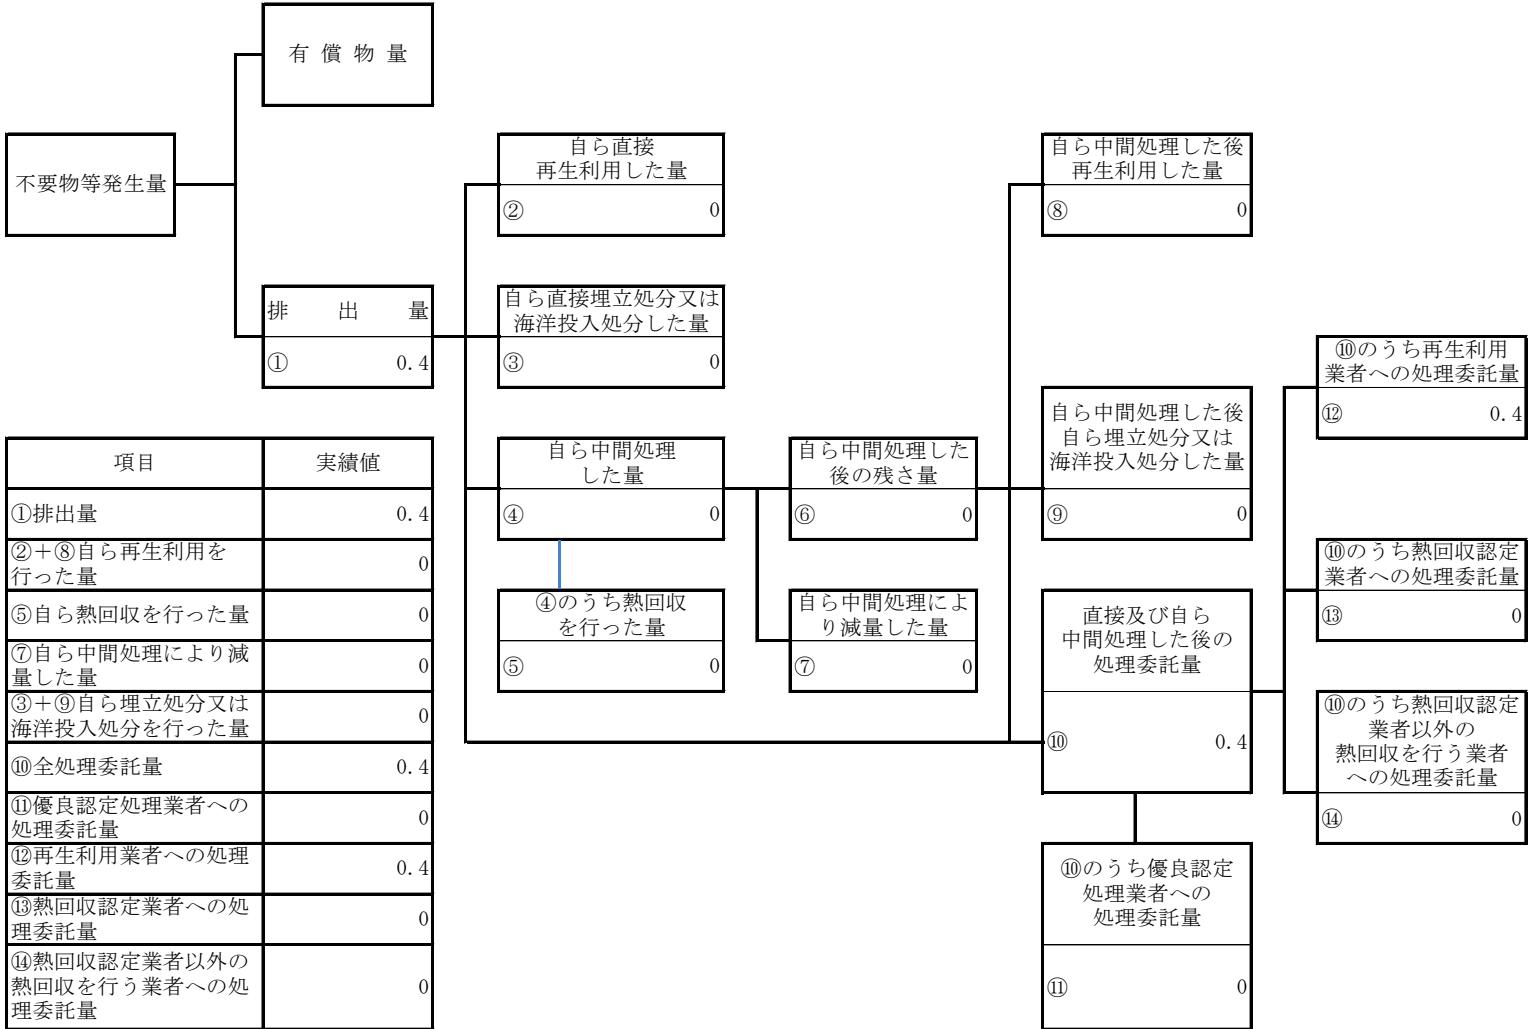 有 償 物 量
不要物等発生量
自ら直接
再生利用した量
② 0
自ら中間処理した後
再生利用した量
⑧ 0
排 出 量
① 0.4
自ら直接埋立処分又は
海洋投入処分した量
③ 0
⑩のうち再生利用
業者への処理委託量
⑫ 0.4
自ら中間処理
した量
④ 0
自ら中間処理した
後の残さ量
⑥ 0
自ら中間処理した後
自ら埋立処分又は
海洋投入処分した量
⑨ 0
⑩のうち熱回収認定
業者への処理委託量
⑬ 0
④のうち熱回収
を行った量
⑤ 0
自ら中間処理によ
り減量した量
⑦ 0
直接及び自ら
中間処理した後の
処理委託量
⑩ 0.4
⑩のうち熱回収認定
業者以外の
熱回収を行う業者
への処理委託量
⑭ 0
⑩のうち優良認定
処理業者への
処理委託量
⑪ 0
項目 実績値
①排出量 0.4
②+⑧自ら再生利用を
行った量 0
⑤自ら熱回収を行った量 0
⑦自ら中間処理により減
量した量 0
③+⑨自ら埋立処分又は
海洋投入処分を行った量 0
⑩全処理委託量 0.4
⑪優良認定処理業者への
処理委託量 0
⑫再生利用業者への処理
委託量 0.4
⑬熱回収認定業者への処
理委託量 0
⑭熱回収認定業者以外の
熱回収を行う業者への処
理委託量 0